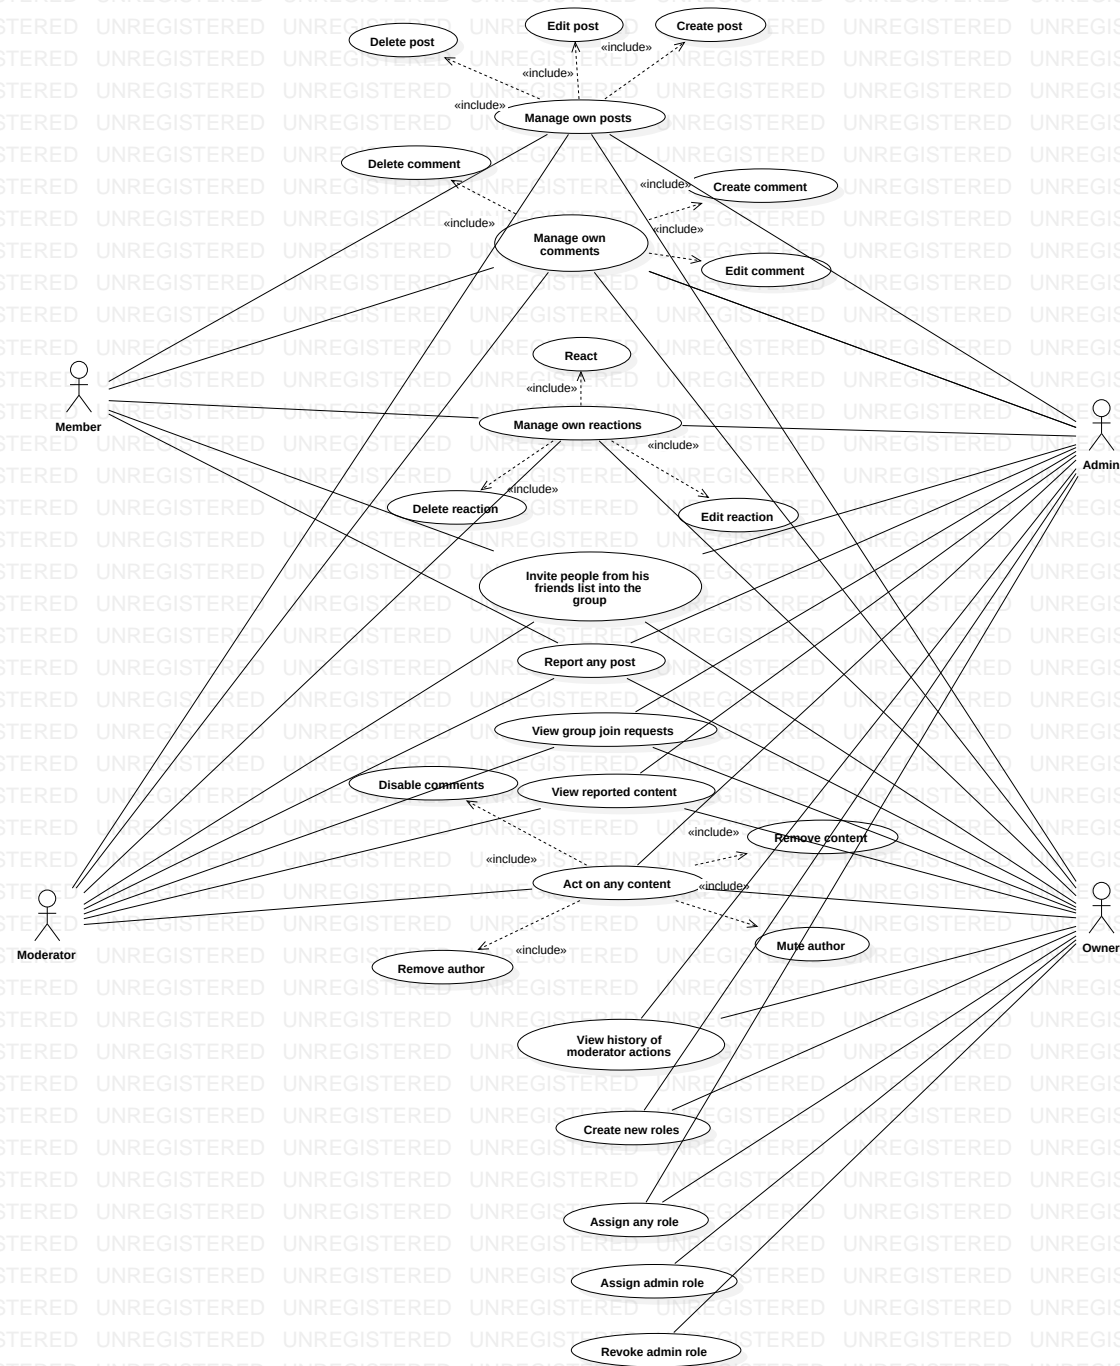 Edit post
Create post
Delete post
«include»
«include»
«include»
Manage own posts
Delete comment
«include»
Create comment
«include»
«include»
Manage own
comments
Edit comment
React
«include»
Member
Manage own reactions
«include»
Admin
«include»
Delete reaction
Edit reaction
Invite people from his
friends list into the
group
Report any post
View group join requests
Disable comments
View reported content
«include»
Remove content
«include»
Act on any content
«include»
Mute author
«include»
Moderator
Owner
Remove author
View history of
moderator actions
Create new roles
Assign any role
Assign admin role
Revoke admin role
UNREGISTERED